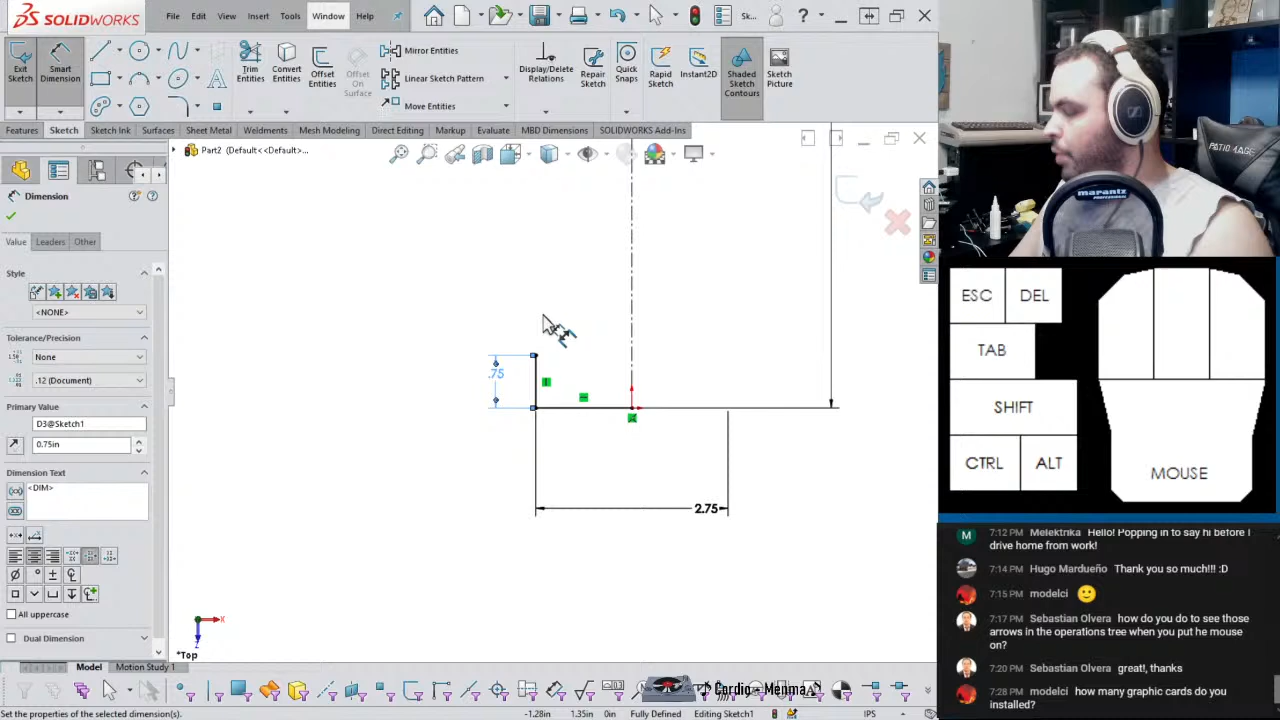 SOLIDWORKS
File
Edit
View
Insert
Tools
Window
Help
Sk...
Exit
Sketch
Smart
Dimension
Trim
Entities
Convert
Entities
Offset
Entities
Offset
On
Surface
Mirror Entities
Linear Sketch Pattern
Move Entities
Display/Delete
Relations
Repair
Sketch
Quick
Snaps
Rapid
Sketch
Instant2D
Shaded
Sketch
Contours
Sketch
Picture
Features
Sketch
Sketch Ink
Surfaces
Sheet Metal
Weldments
Mesh Modeling
Direct Editing
Markup
Evaluate
MBD Dimensions
SOLIDWORKS Add-Ins
Part2 (Default<<Default>...
Dimension
Value
Leaders
Other
Style
<NONE>
Tolerance/Precision
None
.12 (Document)
Primary Value
D3@Sketch1
0.75in
Dimension Text
<DIM>
All uppercase
Dual Dimension
.75
2.75
X
*Top
Model
Motion Study 1
Cardig - Menma
Set the properties of the selected dimension(s).
-1.28in
1.35in
0in
Fully Defined
Editing Sketch1
IPS
marantz
PROFESSIONAL
ESC
DEL
TAB
SHIFT
CTRL
ALT
MOUSE
M
7:12 PM Melektrika Hello! Popping in to say hi before I
drive home from work!
7:14 PM Hugo Mardueño Thank you so much!!! :D
7:15 PM modelci 🙂
7:17 PM Sebastian Olvera how do you do to see those
arrows in the operations tree when you put he mouse
on?
7:20 PM Sebastian Olvera great!, thanks
7:28 PM modelci how many graphic cards do you
installed?